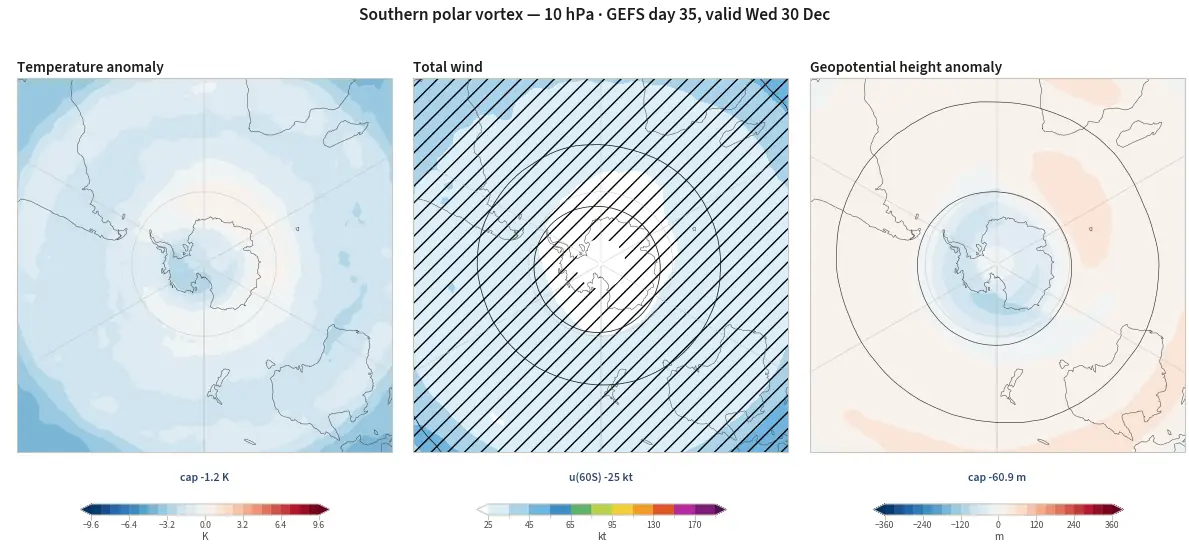 Southern polar vortex — 10 hPa · GEFS day 35, valid Wed 30 Dec
Temperature anomaly
Total wind
Geopotential height anomaly
cap -1.2 K
u(60S) -25 kt
cap -60.9 m
−9.6 −6.4 −3.2 0.0 3.2 6.4 9.6
K
25 45 65 95 130 170
kt
−360 −240 −120 0 120 240 360
m